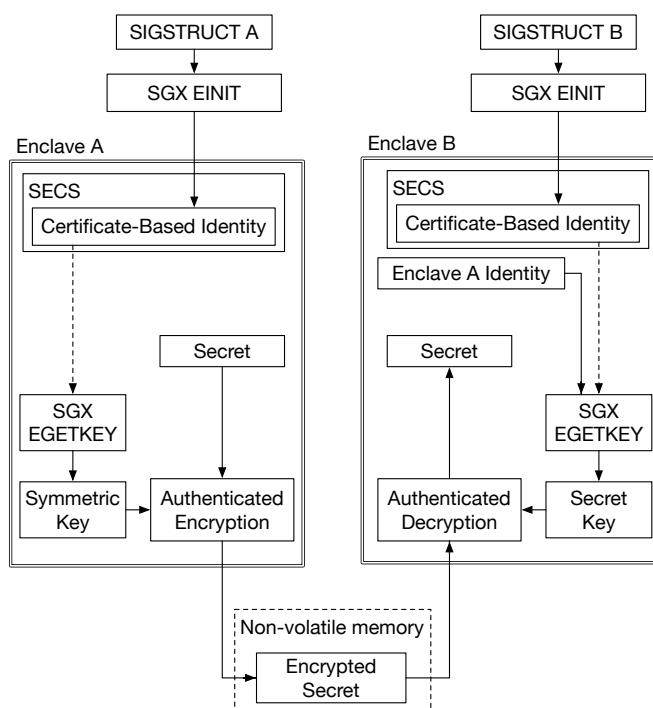 SIGSTRUCT A
SGX EINIT
Enclave A
SECS
Certificate-Based Identity
Secret
SGX
EGETKEY
Symmetric
Key
Authenticated
Encryption
SIGSTRUCT B
SGX EINIT
Enclave B
SECS
Certificate-Based Identity
Enclave A Identity
Secret
SGX
EGETKEY
Authenticated
Decryption
Secret
Key
Non-volatile memory
Encrypted
Secret